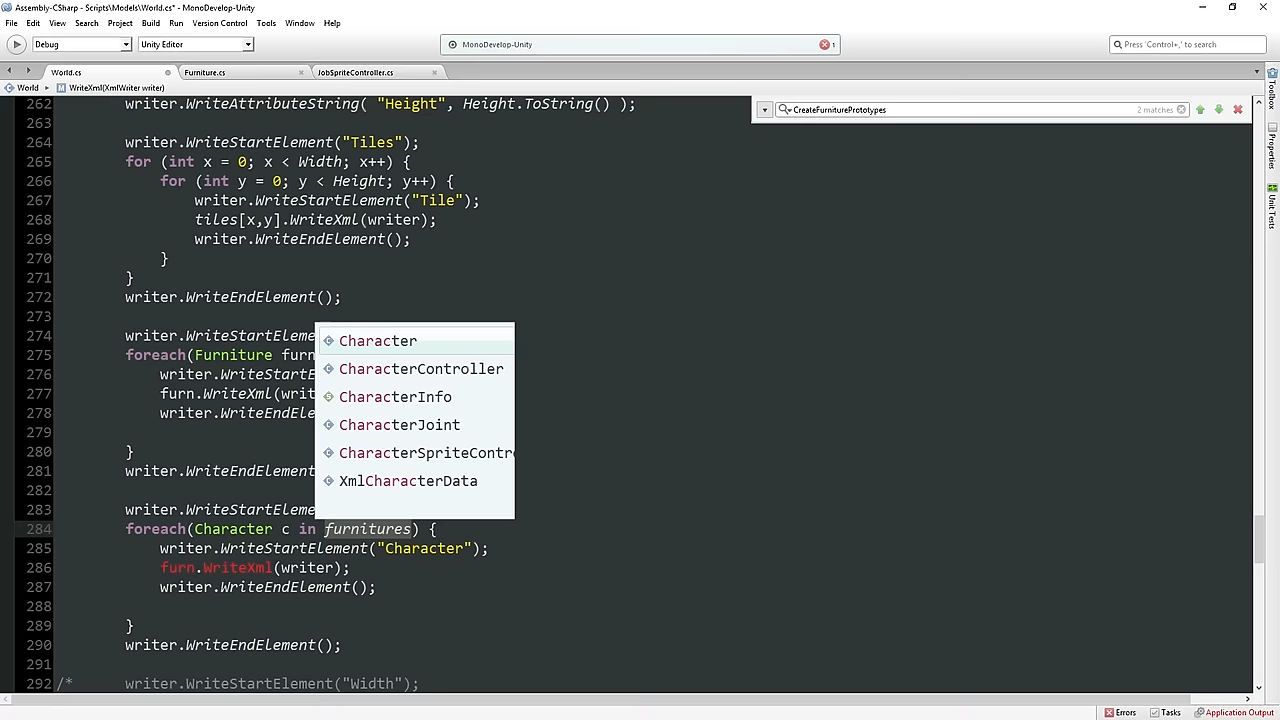 Assembly-CSharp - Scripts\Models\World.cs* - MonoDevelop-Unity
File Edit View Search Project Build Run Version Control Tools Window Help
Debug Unity Editor MonoDevelop-Unity 1 Press 'Control+,' to search
World.cs Furniture.cs JobSpriteController.cs
World WriteXml(XmlWriter writer)
CreateFurniturePrototypes 2 matches
262 writer.WriteAttributeString( "Height", Height.ToString() );
263
264 writer.WriteStartElement("Tiles");
265 for (int x = 0; x < Width; x++) {
266 for (int y = 0; y < Height; y++) {
267 writer.WriteStartElement("Tile");
268 tiles[x,y].WriteXml(writer);
269 writer.WriteEndElement();
270 }
271 }
272 writer.WriteEndElement();
273
274 writer.WriteStartEleme
275 foreach(Furniture furn
276 writer.WriteStartE
277 furn.WriteXml(writ
278 writer.WriteEndEle
279
280 }
281 writer.WriteEndElement
282
283 writer.WriteStartEleme
284 foreach(Character c in furnitures) {
285 writer.WriteStartElement("Character");
286 furn.WriteXml(writer);
287 writer.WriteEndElement();
288
289 }
290 writer.WriteEndElement();
291
292 /* writer.WriteStartElement("Width");
Character
CharacterController
CharacterInfo
CharacterJoint
CharacterSpriteContro
XmlCharacterData
Toolbox
Properties
Unit Tests
Errors Tasks Application Output